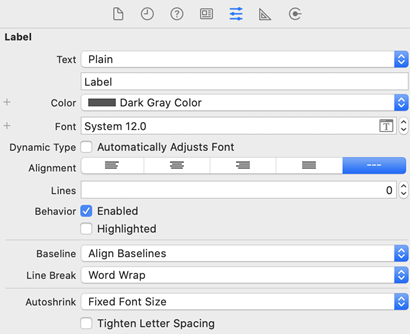 Label
Text Plain
Label
+ Color Dark Gray Color
+ Font System 12.0 T
Dynamic Type Automatically Adjusts Font
Alignment ---
Lines 0
Behavior Enabled
Highlighted
Baseline Align Baselines
Line Break Word Wrap
Autoshrink Fixed Font Size
Tighten Letter Spacing